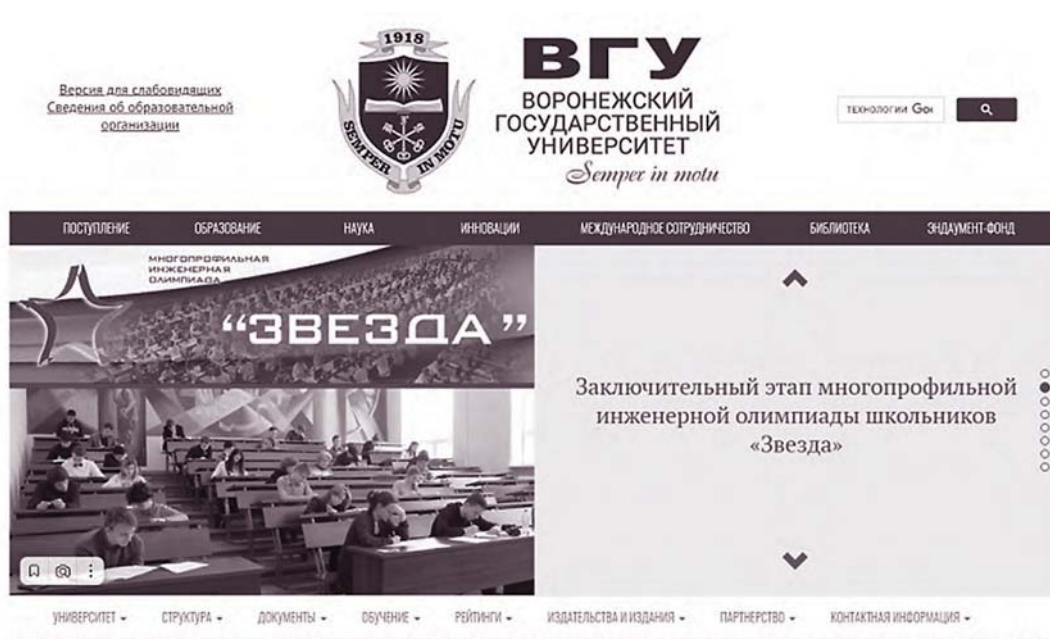 Версия для слабовидящих
Сведения об образовательной
организации
1918
SEMPER IN MOTU
ВГУ
ВОРОНЕЖСКИЙ
ГОСУДАРСТВЕННЫЙ
УНИВЕРСИТЕТ
Semper in motu
ТЕХНОЛОГИИ Goo
ПОСТУПЛЕНИЕ ОБРАЗОВАНИЕ НАУКА ИННОВАЦИИ МЕЖДУНАРОДНОЕ СОТРУДНИЧЕСТВО БИБЛИОТЕКА ЭНДАУМЕНТ-ФОНД
МНОГОПРОФИЛЬНАЯ
ИНЖЕНЕРНАЯ
ОЛИМПИАДА
“ЗВЕЗДА”
Заключительный этап многопрофильной
инженерной олимпиады школьников
«Звезда»
УНИВЕРСИТЕТ СТРУКТУРА ДОКУМЕНТЫ ОБУЧЕНИЕ РЕЙТИНГИ ИЗДАТЕЛЬСТВА И ИЗДАНИЯ ПАРТНЕРСТВО КОНТАКТНАЯ ИНФОРМАЦИЯ